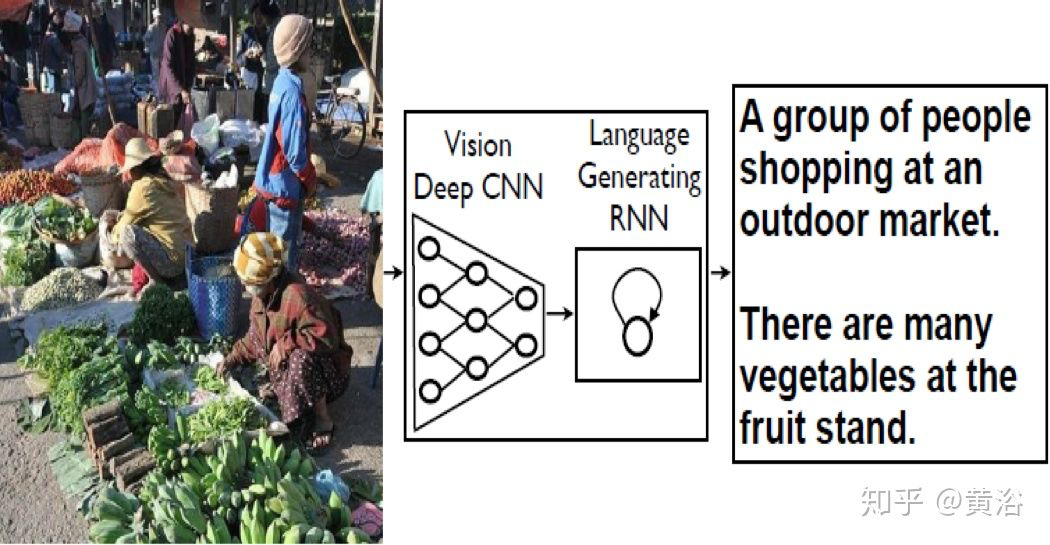 Vision
Deep CNN
Language
Generating
RNN
A group of people
shopping at an
outdoor market.
There are many
vegetables at the
fruit stand.
知乎 @黄浴